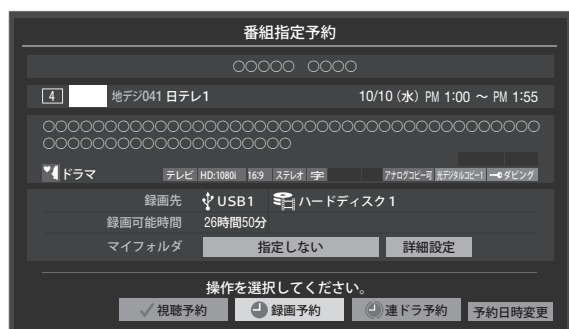 番組指定予約
○○○○○ ○○○○
4 地デジ041 日テレ1 10/10 (水) PM 1:00 ～ PM 1:55
○○○○○○○○○○○○○○○○○○○○○○○○○○○○○○○○○○○○○○○○
○○○○○○○○○○○○○○○○○○○○
ドラマ テレビ HD:1080i 16:9 ステレオ 字 アナログコピー可 光デジタルコピー1 ダビング
録画先 USB1 ハードディスク1
録画可能時間 26時間50分
マイフォルダ 指定しない 詳細設定
操作を選択してください。
視聴予約 録画予約 連ドラ予約 予約日時変更